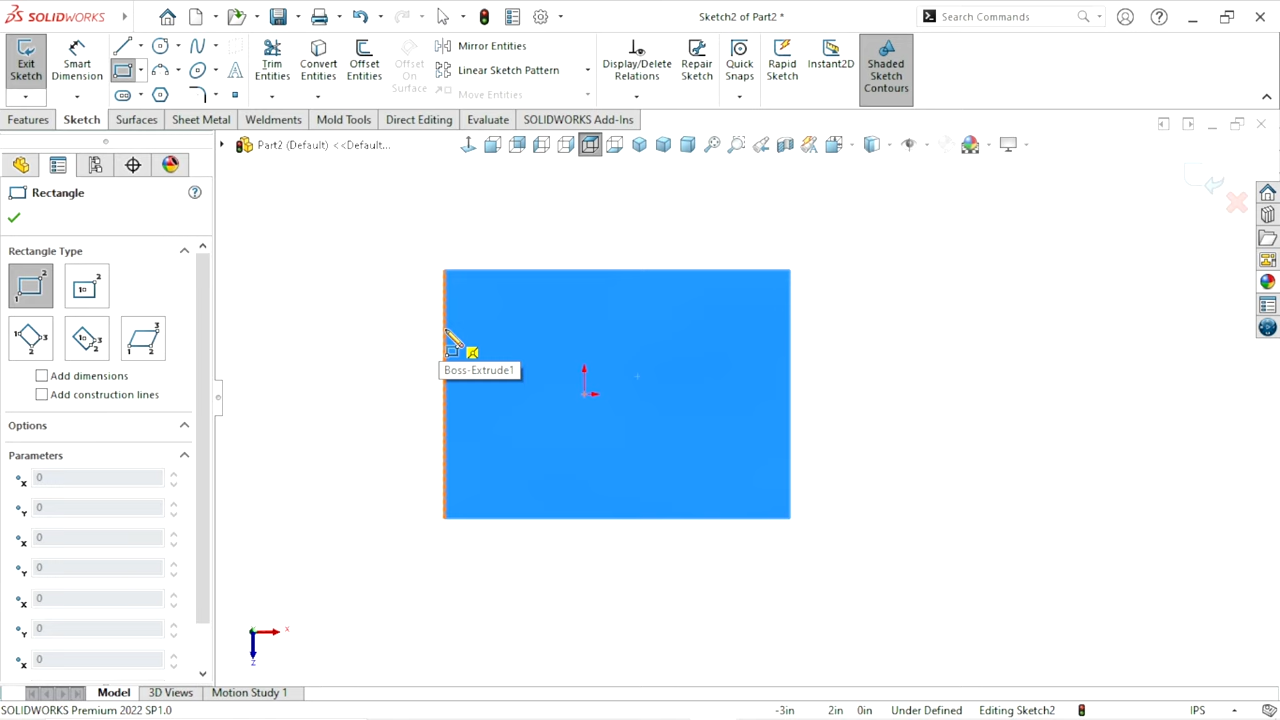 SOLIDWORKS
Sketch2 of Part2 *
Search Commands
Exit Sketch
Smart Dimension
Trim Entities
Convert Entities
Offset Entities
Offset On Surface
Mirror Entities
Linear Sketch Pattern
Move Entities
Display/Delete Relations
Repair Sketch
Quick Snaps
Rapid Sketch
Instant2D
Shaded Sketch Contours
Features
Sketch
Surfaces
Sheet Metal
Weldments
Mold Tools
Direct Editing
Evaluate
SOLIDWORKS Add-Ins
Part2 (Default) <<Default...
Rectangle
Rectangle Type
Add dimensions
Add construction lines
Options
Parameters
x 0
Y 0
x 0
Y 0
x 0
Y 0
x 0
Boss-Extrude1
x
Z
Model
3D Views
Motion Study 1
SOLIDWORKS Premium 2022 SP1.0
-3in
2in
0in
Under Defined
Editing Sketch2
IPS